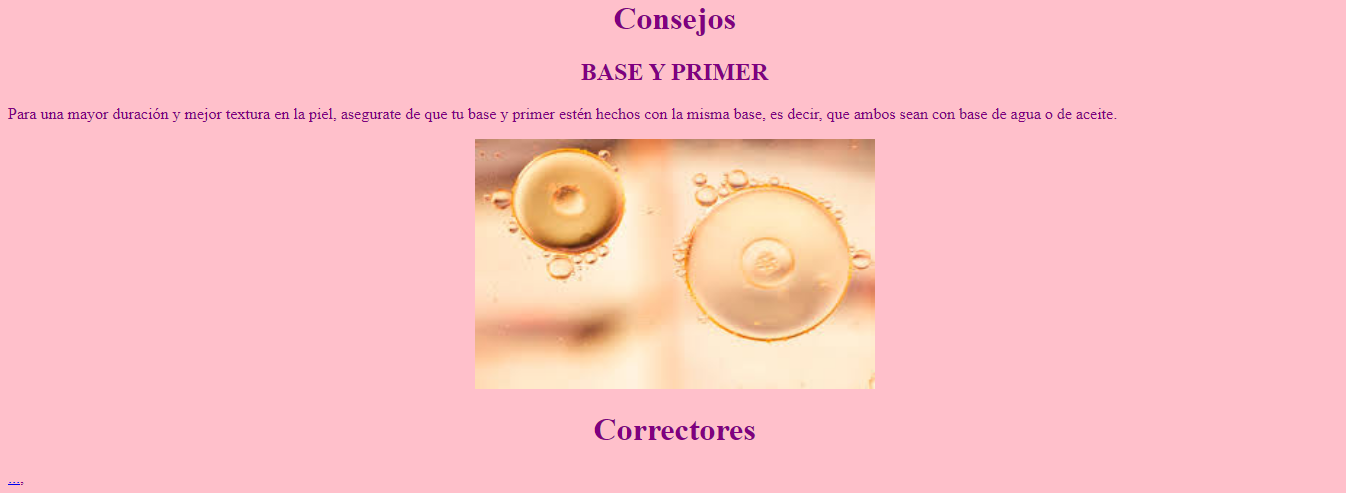 Consejos
BASE Y PRIMER
Para una mayor duración y mejor textura en la piel, asegurate de que tu base y primer estén hechos con la misma base, es decir, que ambos sean con base de agua o de aceite.
Correctores
....